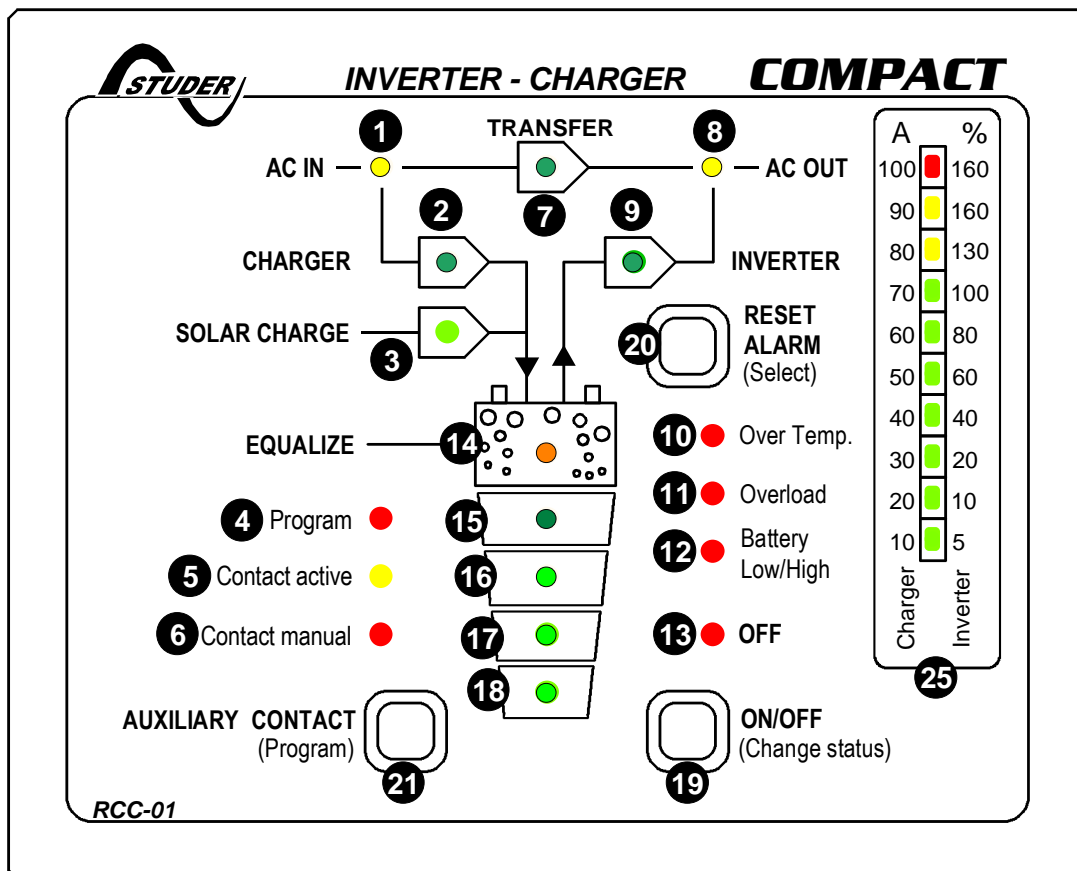 STUDER
INVERTER - CHARGER
COMPACT
1
TRANSFER
8
AC IN
AC OUT
7
2
9
CHARGER
INVERTER
SOLAR CHARGE
3
20
RESET
ALARM
(Select)
EQUALIZE
14
10
Over Temp.
4
Program
15
11
Overload
5
Contact active
16
12
Battery
Low/High
6
Contact manual
17
13
OFF
18
AUXILIARY CONTACT
(Program)
21
ON/OFF
(Change status)
19
RCC-01
A %
100 160
90 160
80 130
70 100
60 80
50 60
40 40
30 20
20 10
10 5
Charger
Inverter
25